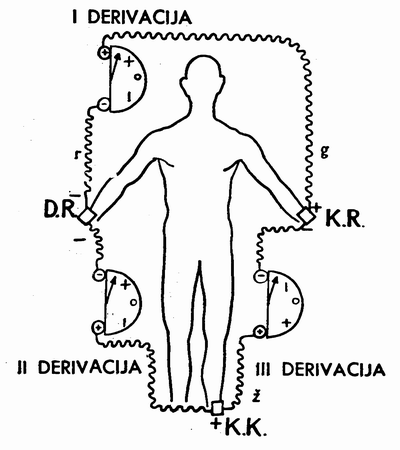 I DERIVACIJA
+
+
–
r
g
–
D.R.
–
+
K.R.
–
–
+
–
+
–
–
+
+
II DERIVACIJA
III DERIVACIJA
ž
+
K.K.